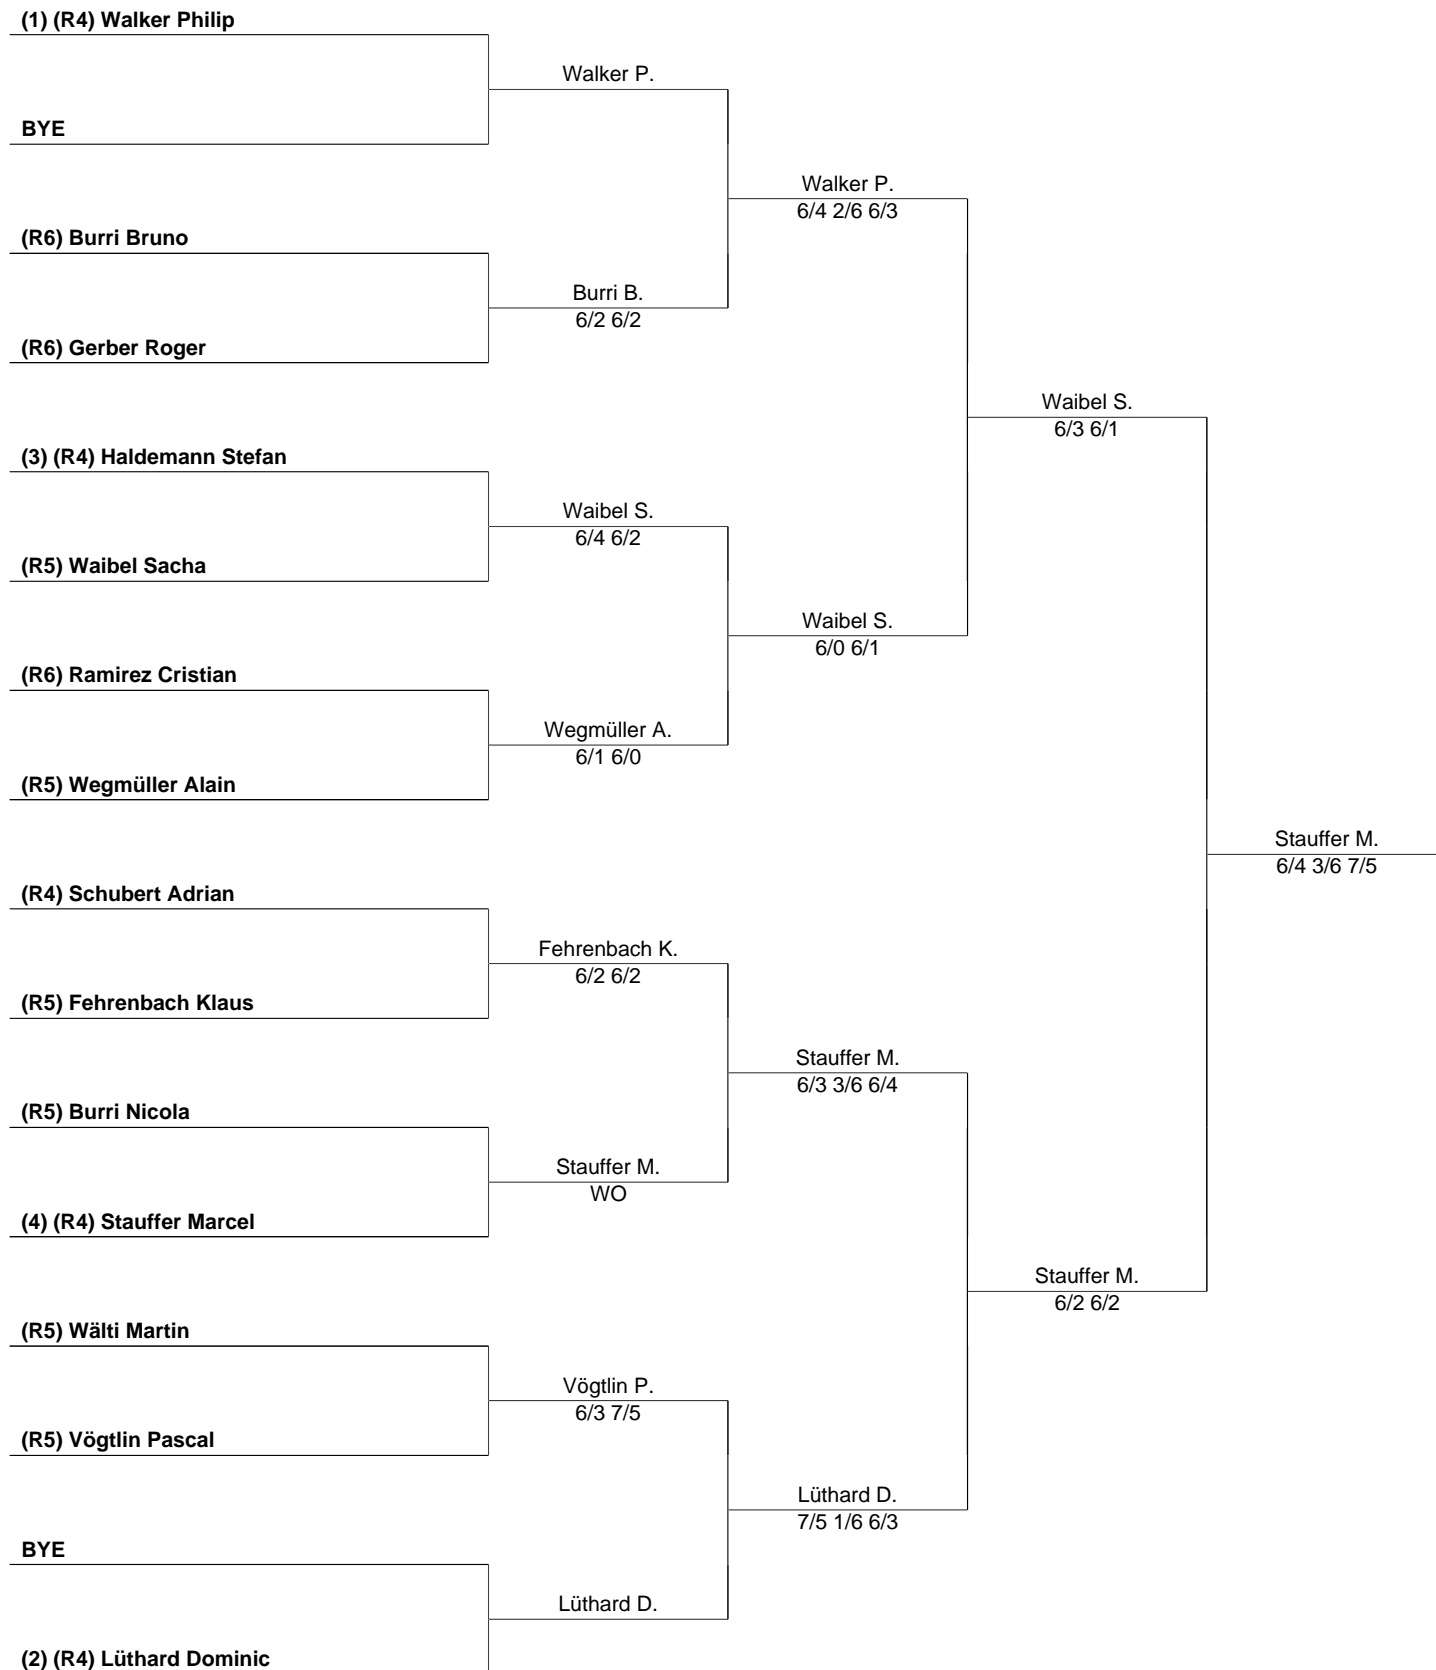 (1) (R4) Walker Philip
Walker P.
BYE
Walker P.
6/4 2/6 6/3
(R6) Burri Bruno
Burri B.
6/2 6/2
(R6) Gerber Roger
Waibel S.
6/3 6/1
(3) (R4) Haldemann Stefan
Waibel S.
6/4 6/2
(R5) Waibel Sacha
Waibel S.
6/0 6/1
(R6) Ramirez Cristian
Wegmüller A.
6/1 6/0
(R5) Wegmüller Alain
Stauffer M.
6/4 3/6 7/5
(R4) Schubert Adrian
Fehrenbach K.
6/2 6/2
(R5) Fehrenbach Klaus
Stauffer M.
6/3 3/6 6/4
(R5) Burri Nicola
Stauffer M.
WO
(4) (R4) Stauffer Marcel
Stauffer M.
6/2 6/2
(R5) Wälti Martin
Vögtlin P.
6/3 7/5
(R5) Vögtlin Pascal
Lüthard D.
7/5 1/6 6/3
BYE
Lüthard D.
(2) (R4) Lüthard Dominic